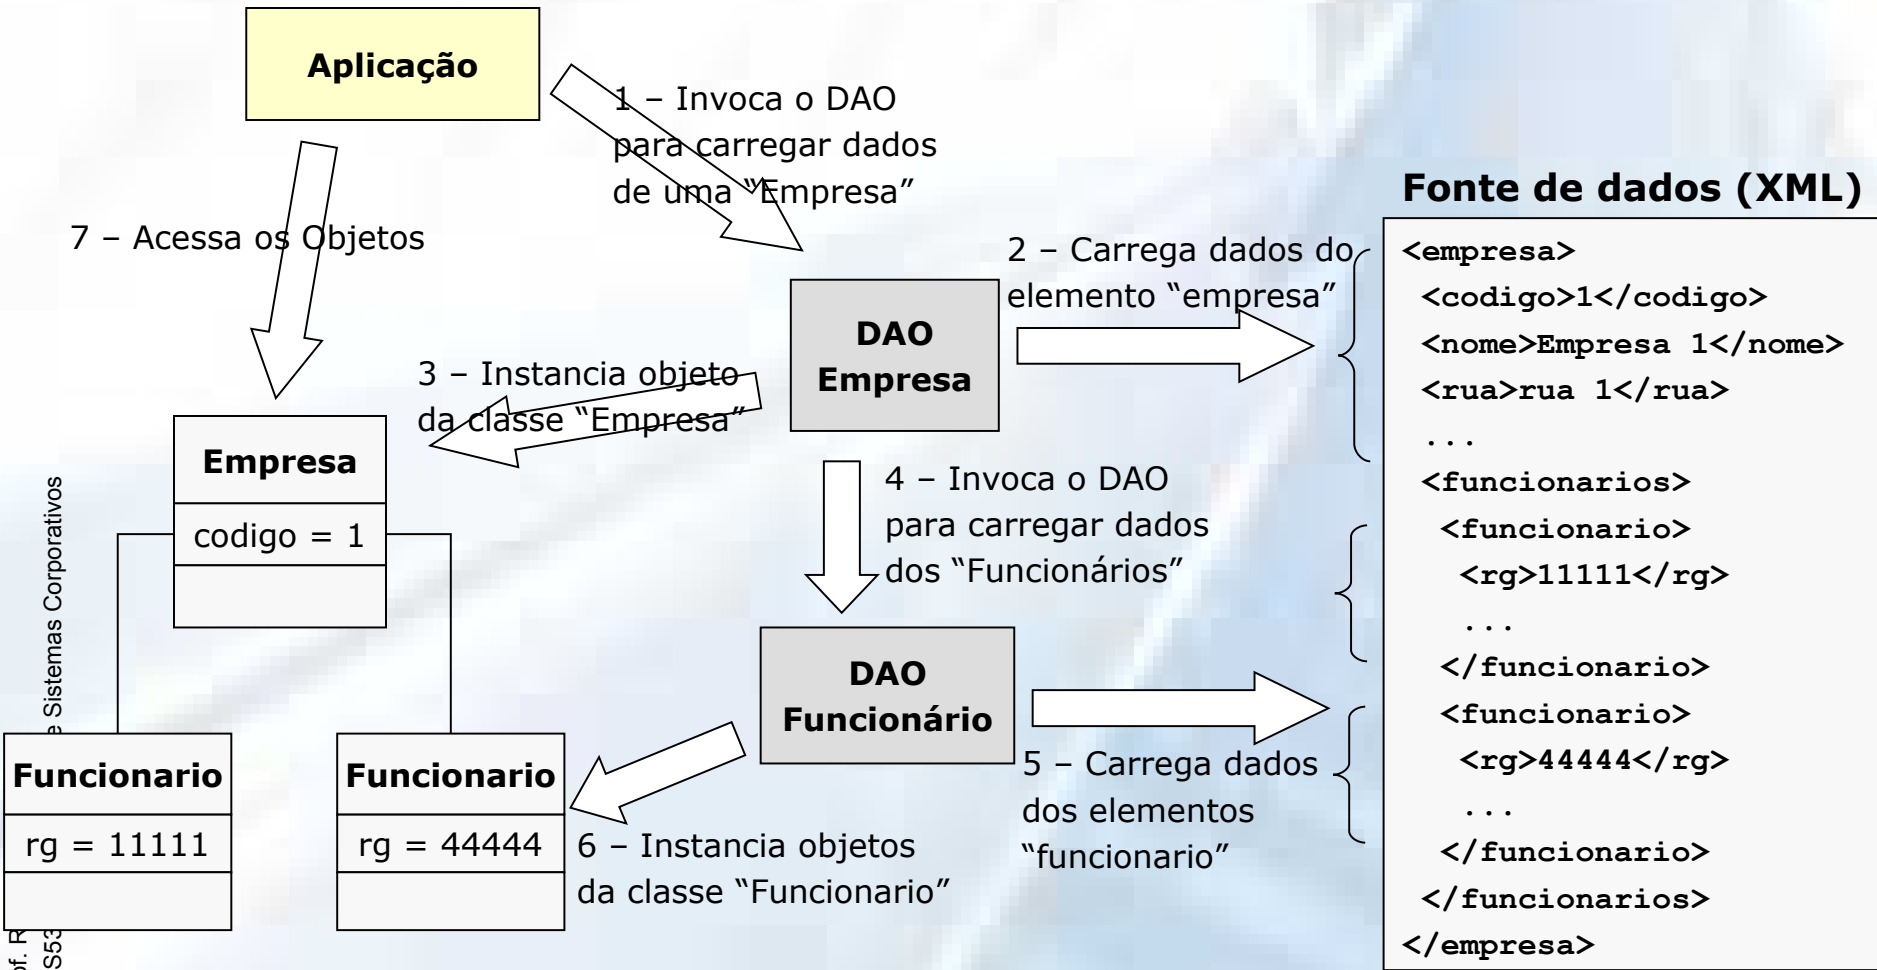 Aplicação
1 – Invoca o DAO
para carregar dados
de uma “Empresa”
7 – Acessa os Objetos
2 – Carrega dados do
elemento “empresa”
DAO
Empresa
3 – Instancia objeto
da classe “Empresa”
Empresa
codigo = 1
4 – Invoca o DAO
para carregar dados
dos “Funcionários”
DAO
Funcionário
Funcionario
rg = 11111
Funcionario
rg = 44444
5 – Carrega dados
dos elementos
“funcionario”
6 – Instancia objetos
da classe “Funcionario”
Fonte de dados (XML)
<empresa>
<codigo>1</codigo>
<nome>Empresa 1</nome>
<rua>rua 1</rua>
...
<funcionarios>
<funcionario>
<rg>11111</rg>
...
</funcionario>
<funcionario>
<rg>44444</rg>
...
</funcionario>
</funcionarios>
</empresa>
Sistemas Corporativos